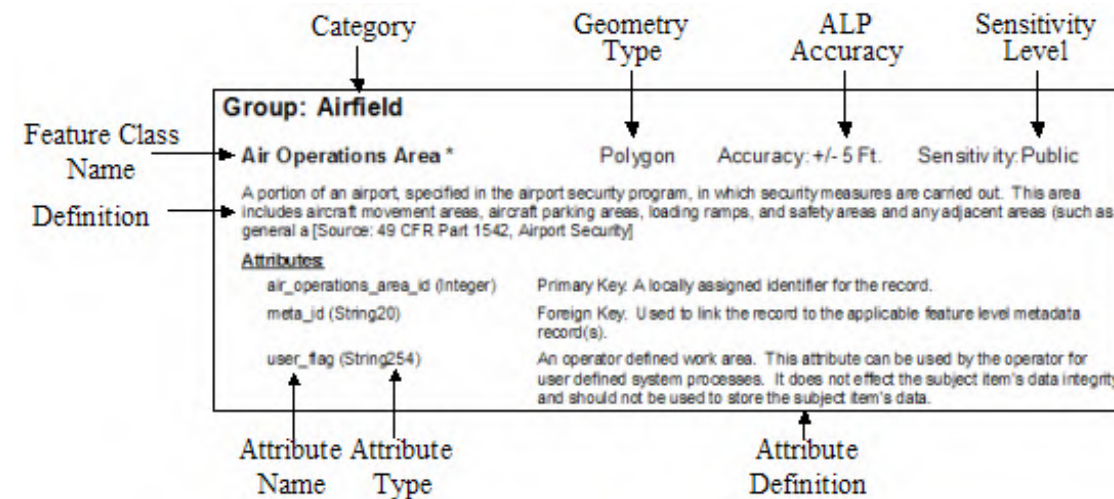 Category
Geometry Type
ALP Accuracy
Sensitivity Level
Group: Airfield
Feature Class Name
Air Operations Area * Polygon Accuracy: +/- 5 Ft. Sensitivity: Public
Definition
A portion of an airport, specified in the airport security program, in which security measures are carried out. This area
includes aircraft movement areas, aircraft parking areas, loading ramps, and safety areas and any adjacent areas (such as
general a [Source: 49 CFR Part 1542, Airport Security]
Attributes:
air_operations_area_id (Integer) Primary Key. A locally assigned identifier for the record.
meta_id (String20) Foreign Key. Used to link the record to the applicable feature level metadata
record(s).
user_flag (String254) An operator defined work area. This attribute can be used by the operator for
user defined system processes. It does not effect the subject item's data integrity
and should not be used to store the subject item's data.
Attribute Name
Attribute Type
Attribute Definition